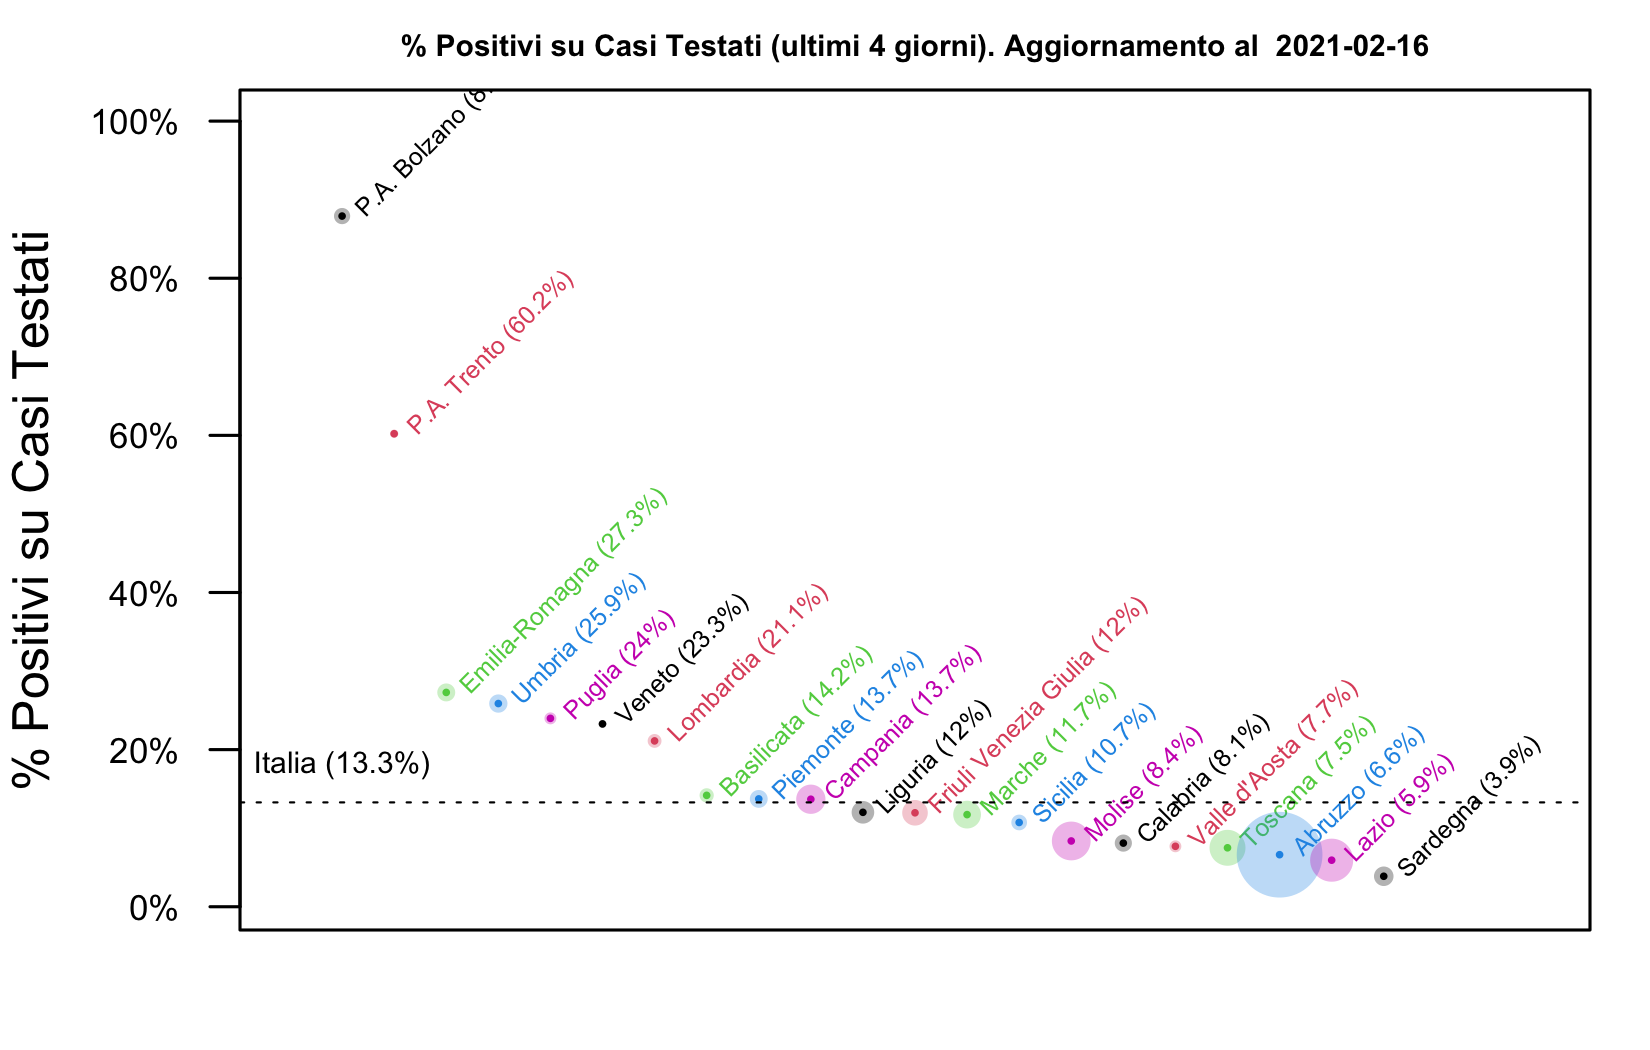 % Positivi su Casi Testati (ultimi 4 giorni). Aggiornamento al 2021-02-16
% Positivi su Casi Testati
100%
80%
60%
40%
20%
0%
Italia (13.3%)
P.A. Bolzano (8
P.A. Trento (60.2%)
Emilia-Romagna (27.3%)
Umbria (25.9%)
Puglia (24%)
Veneto (23.3%)
Lombardia (21.1%)
Basilicata (14.2%)
Piemonte (13.7%)
Campania (13.7%)
Liguria (12%)
Friuli Venezia Giulia (12%)
Marche (11.7%)
Sicilia (10.7%)
Molise (8.4%)
Calabria (8.1%)
Valle d'Aosta (7.7%)
Toscana (7.5%)
Abruzzo (6.6%)
Lazio (5.9%)
Sardegna (3.9%)